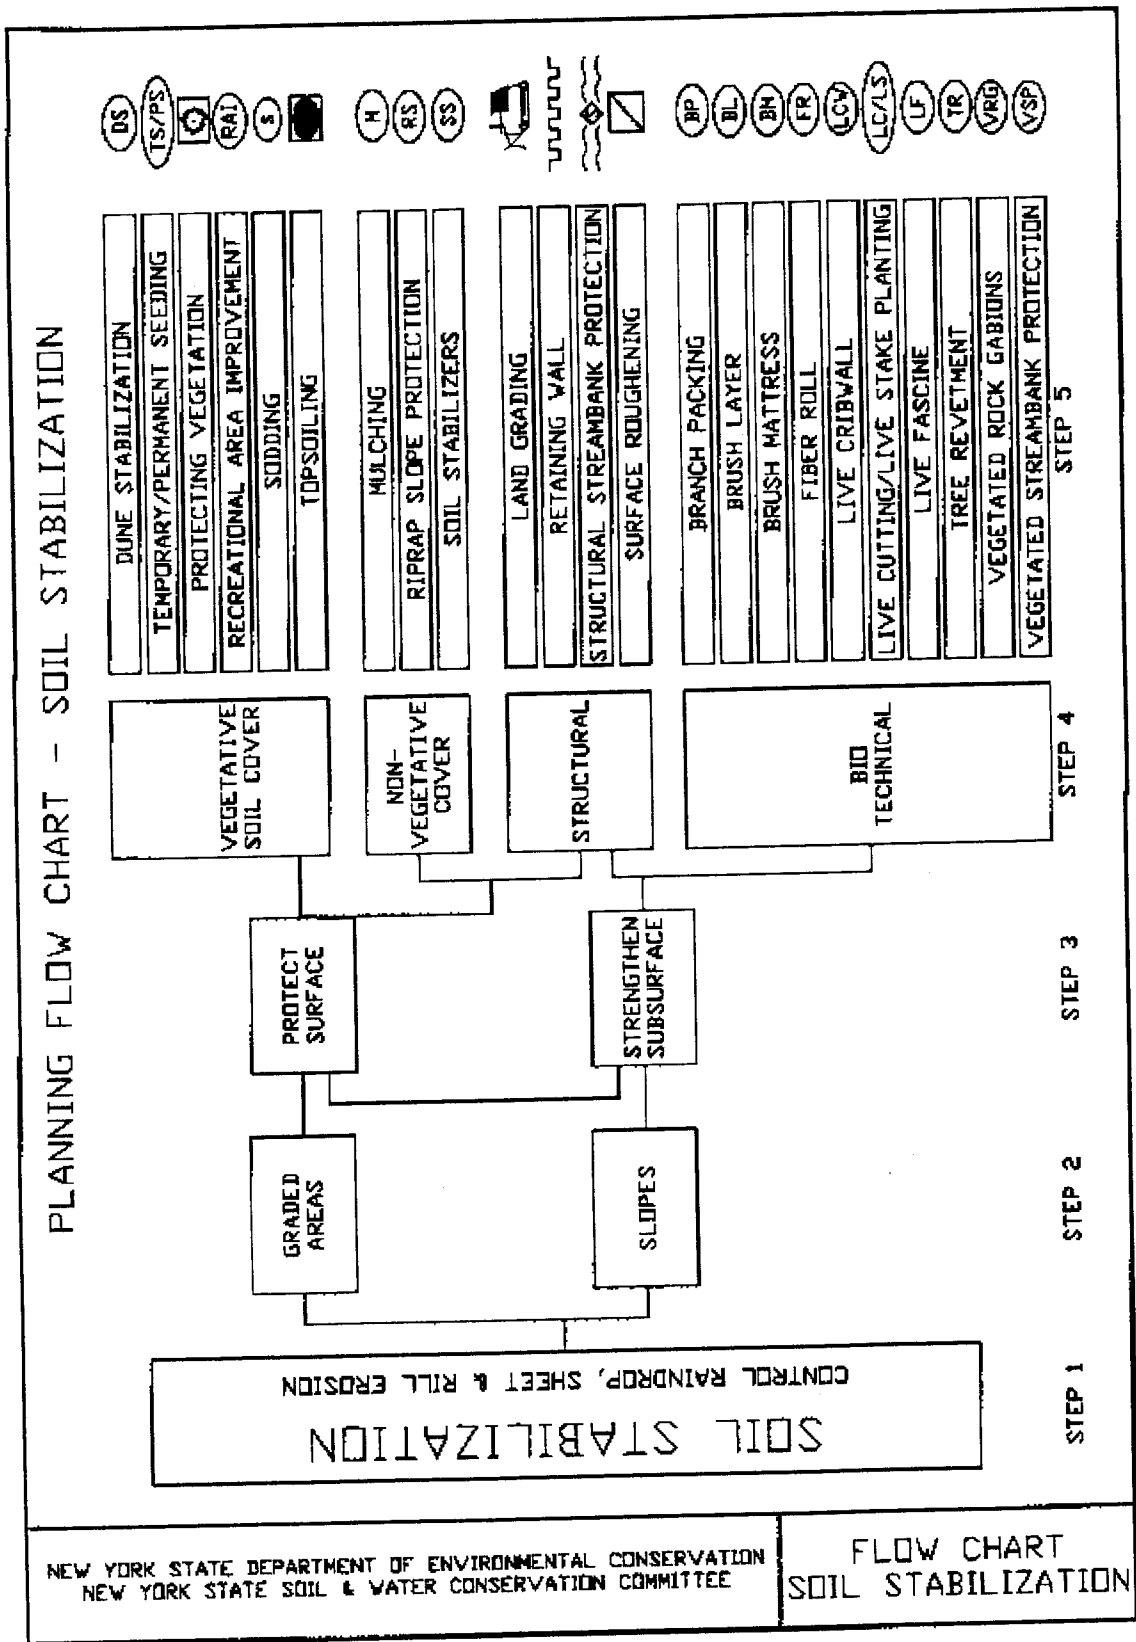 PLANNING FLOW CHART - SOIL STABILIZATION
SOIL STABILIZATION
CONTROL RAINDROP, SHEET & RILL EROSION
STEP 1
GRADED
AREAS
SLOPES
STEP 2
PROTECT
SURFACE
STRENGTHEN
SUBSURFACE
STEP 3
VEGETATIVE
SOIL COVER
NON-
VEGETATIVE
COVER
STRUCTURAL
BIO
TECHNICAL
STEP 4
DUNE STABILIZATION
TEMPORARY/PERMANENT SEEDING
PROTECTING VEGETATION
RECREATIONAL AREA IMPROVEMENT
SODDING
TOPSOILING
MULCHING
RIPRAP SLOPE PROTECTION
SOIL STABILIZERS
LAND GRADING
RETAINING WALL
STRUCTURAL STREAMBANK PROTECTION
SURFACE ROUGHENING
BRANCH PACKING
BRUSH LAYER
BRUSH MATTRESS
FIBER ROLL
LIVE CRIBWALL
LIVE CUTTING/LIVE STAKE PLANTING
LIVE FASCINE
TREE REVETMENT
VEGETATED ROCK GABIONS
VEGETATED STREAMBANK PROTECTION
STEP 5
DS
TS/PS
RAI
S
M
RS
SS
BP
BL
BM
FR
LCW
LC/LS
LF
TR
VRG
VSP
NEW YORK STATE DEPARTMENT OF ENVIRONMENTAL CONSERVATION
NEW YORK STATE SOIL & WATER CONSERVATION COMMITTEE
FLOW CHART
SOIL STABILIZATION